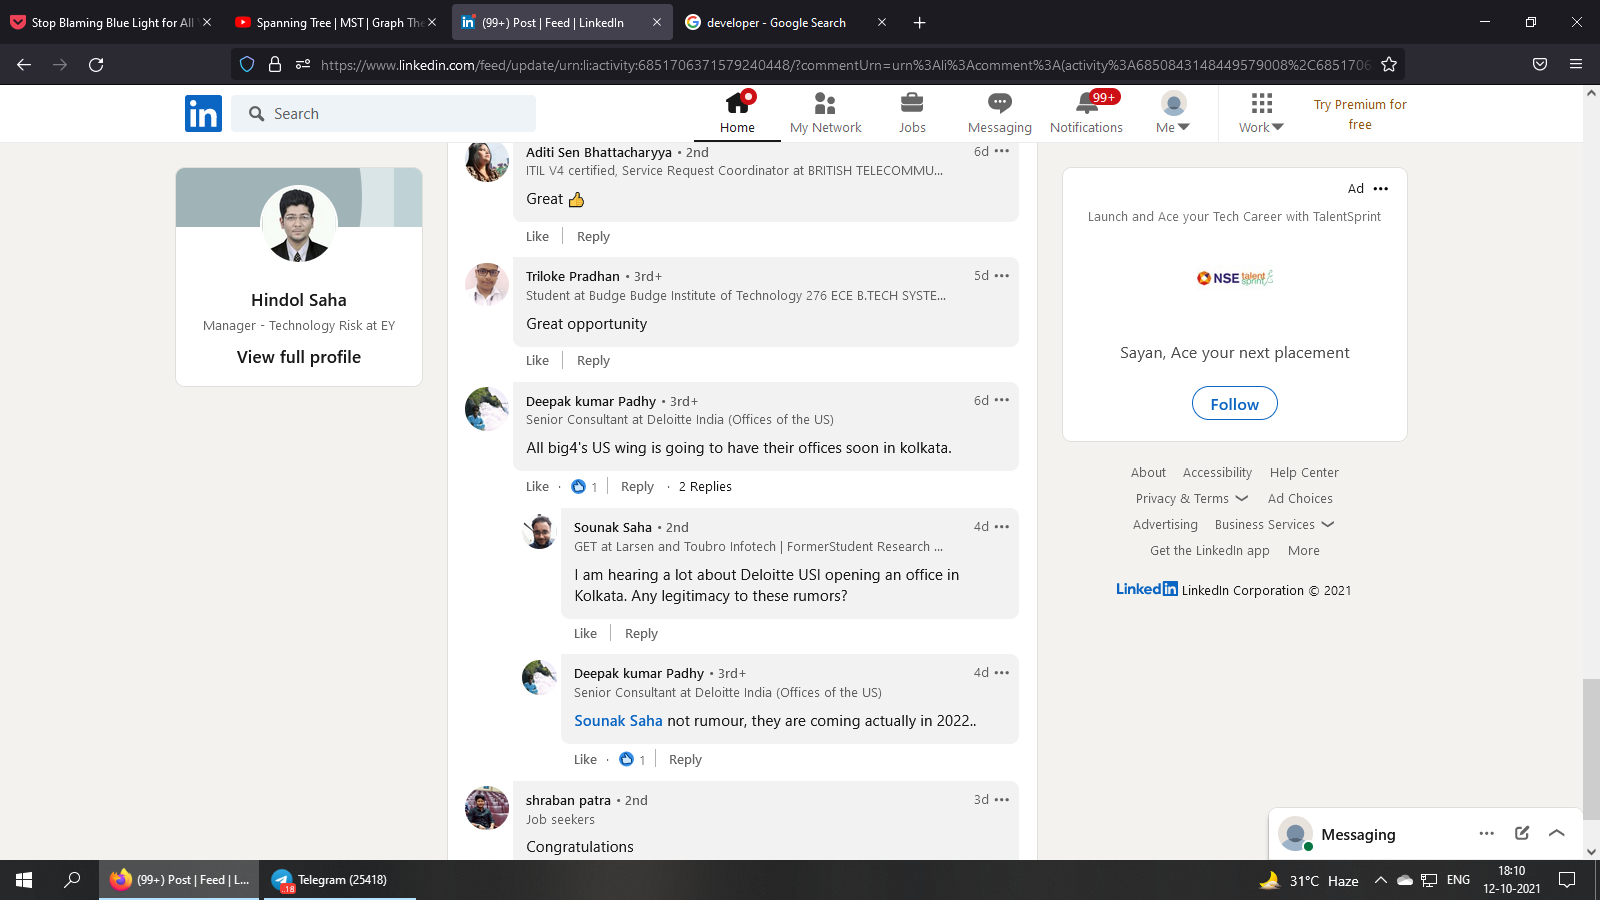 Stop Blaming Blue Light for All
Spanning Tree | MST | Graph The
(99+) Post | Feed | LinkedIn
developer - Google Search
https://www.linkedin.com/feed/update/urn:li:activity:6851706371579240448/?commentUrn=urn%3Ali%3Acomment%3A(activity%3A6850843148449579008%2C6851706
in
Search
Home
My Network
Jobs
Messaging
99+
Notifications
Me
Work
Try Premium for
free
Hindol Saha
Manager - Technology Risk at EY
View full profile
Aditi Sen Bhattacharyya • 2nd
6d
ITIL V4 certified, Service Request Coordinator at BRITISH TELECOMMU...
Great 👍
Like
Reply
Triloke Pradhan • 3rd+
5d
Student at Budge Budge Institute of Technology 276 ECE B.TECH SYSTE...
Great opportunity
Like
Reply
Deepak kumar Padhy • 3rd+
6d
Senior Consultant at Deloitte India (Offices of the US)
All big4's US wing is going to have their offices soon in kolkata.
Like · 1
Reply · 2 Replies
Sounak Saha • 2nd
4d
GET at Larsen and Toubro Infotech | FormerStudent Research ...
I am hearing a lot about Deloitte USI opening an office in
Kolkata. Any legitimacy to these rumors?
Like
Reply
Deepak kumar Padhy • 3rd+
4d
Senior Consultant at Deloitte India (Offices of the US)
Sounak Saha not rumour, they are coming actually in 2022..
Like · 1
Reply
shraban patra • 2nd
3d
Job seekers
Congratulations
Ad
Launch and Ace your Tech Career with TalentSprint
NSE talent
sprint
Sayan, Ace your next placement
Follow
About Accessibility Help Center
Privacy & Terms Ad Choices
Advertising Business Services
Get the LinkedIn app More
LinkedIn LinkedIn Corporation © 2021
Messaging
(99+) Post | Feed | L...
..18
Telegram (25418)
31°C Haze
ENG
18:10
12-10-2021